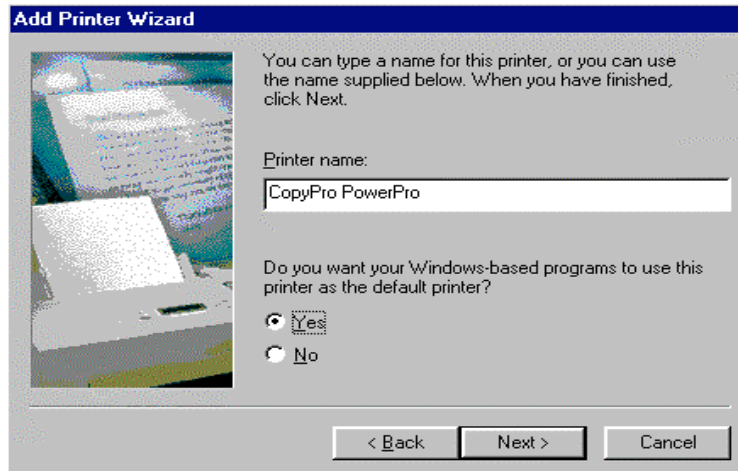 Add Printer Wizard
You can type a name for this printer, or you can use
the name supplied below. When you have finished,
click Next.
Printer name:
CopyPro PowerPro
Do you want your Windows-based programs to use this
printer as the default printer?
Yes
No
< Back
Next >
Cancel